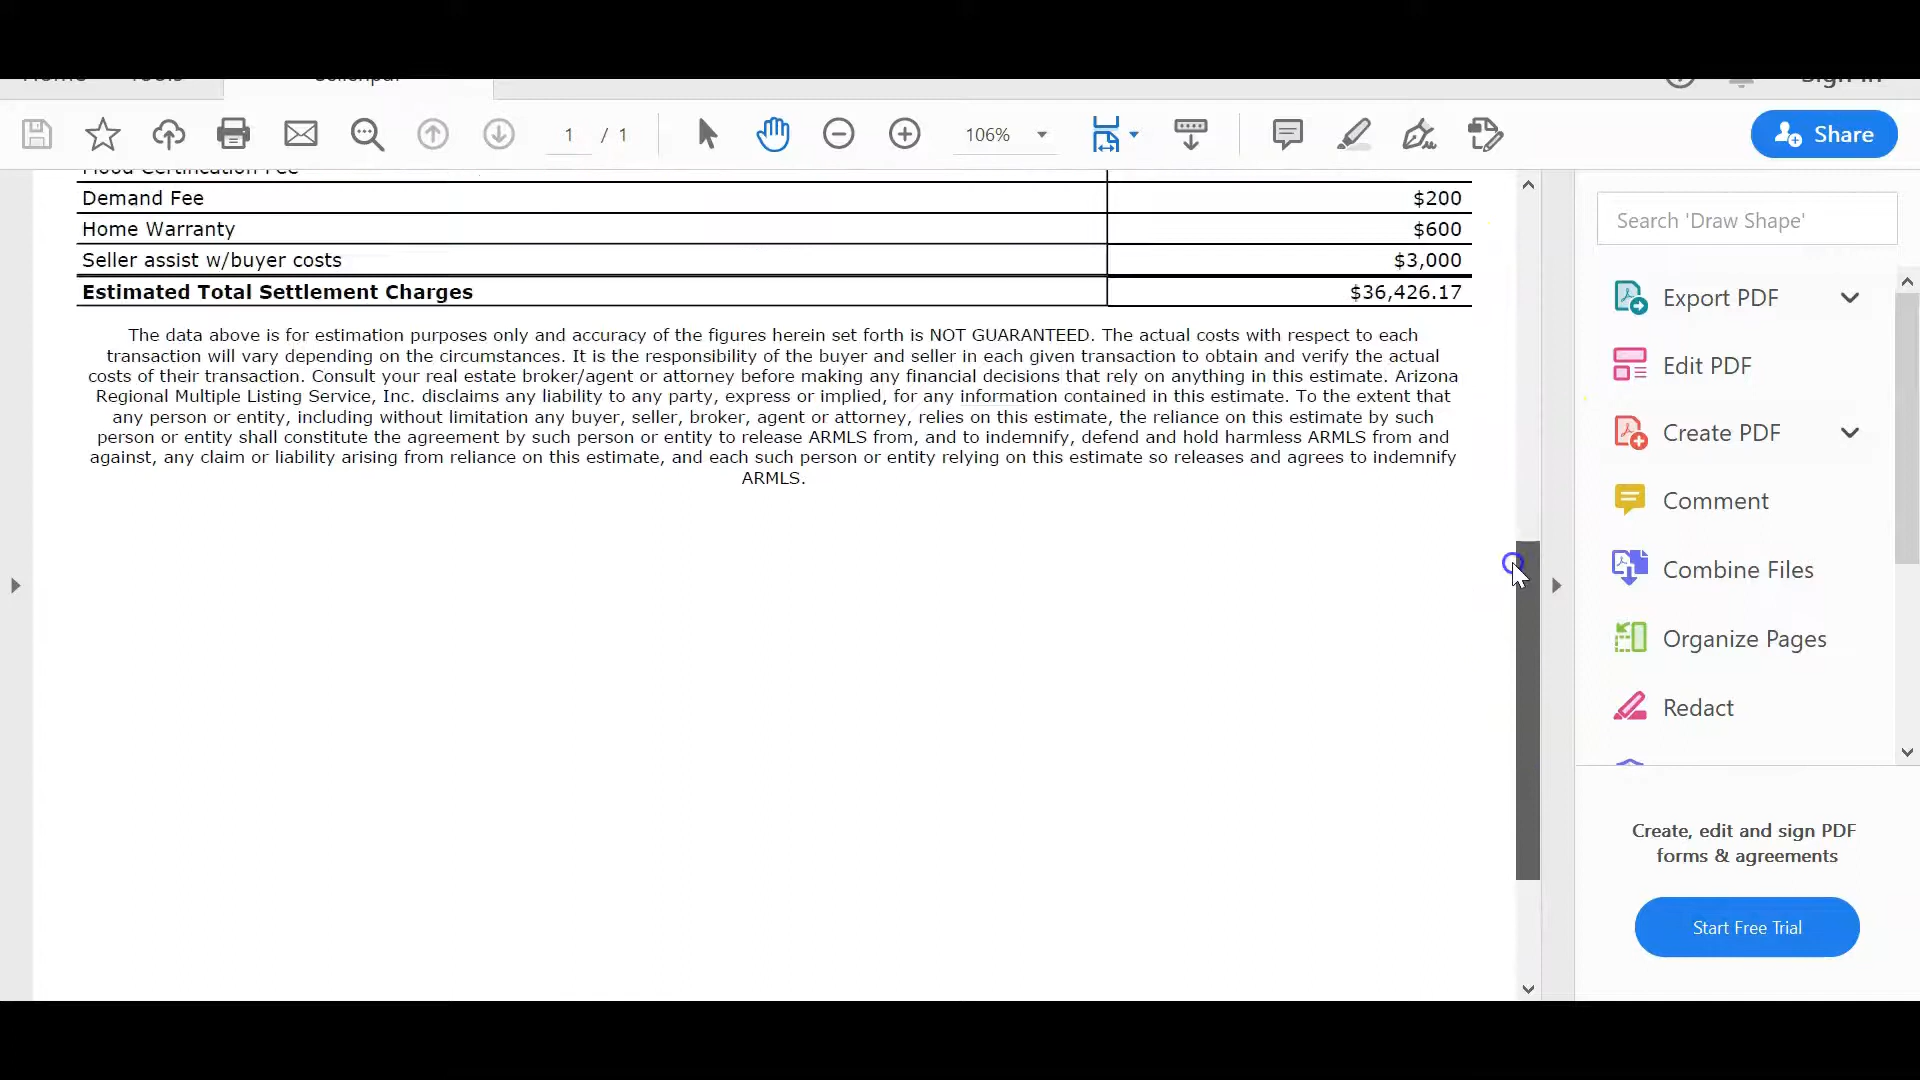 1 / 1
106%
Share
Flood Certification Fee
Demand Fee $200
Home Warranty $600
Seller assist w/buyer costs $3,000
Estimated Total Settlement Charges $36,426.17
The data above is for estimation purposes only and accuracy of the figures herein set forth is NOT GUARANTEED. The actual costs with respect to each
transaction will vary depending on the circumstances. It is the responsibility of the buyer and seller in each given transaction to obtain and verify the actual
costs of their transaction. Consult your real estate broker/agent or attorney before making any financial decisions that rely on anything in this estimate. Arizona
Regional Multiple Listing Service, Inc. disclaims any liability to any party, express or implied, for any information contained in this estimate. To the extent that
any person or entity, including without limitation any buyer, seller, broker, agent or attorney, relies on this estimate, the reliance on this estimate by such
person or entity shall constitute the agreement by such person or entity to release ARMLS from, and to indemnify, defend and hold harmless ARMLS from and
against, any claim or liability arising from reliance on this estimate, and each such person or entity relying on this estimate so releases and agrees to indemnify
ARMLS.
Search 'Draw Shape'
Export PDF
Edit PDF
Create PDF
Comment
Combine Files
Organize Pages
Redact
Create, edit and sign PDF
forms & agreements
Start Free Trial